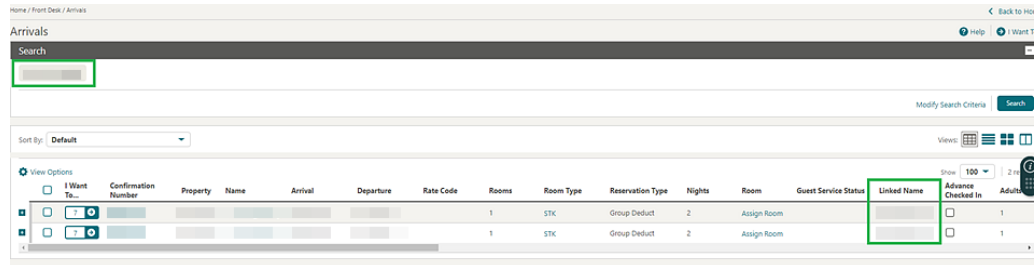 Home / Front Desk / Arrivals
Back to Ho
Arrivals
Help
I Want T
Search
Modify Search Criteria
Search
Sort By: Default
Views:
View Options
Show 100
2 re
I Want To... Confirmation Number Property Name Arrival Departure Rate Code Rooms Room Type Reservation Type Nights Room Guest Service Status Linked Name Advance Checked In Adults
? 1 STK Group Deduct 2 Assign Room 1
? 1 STK Group Deduct 2 Assign Room 1